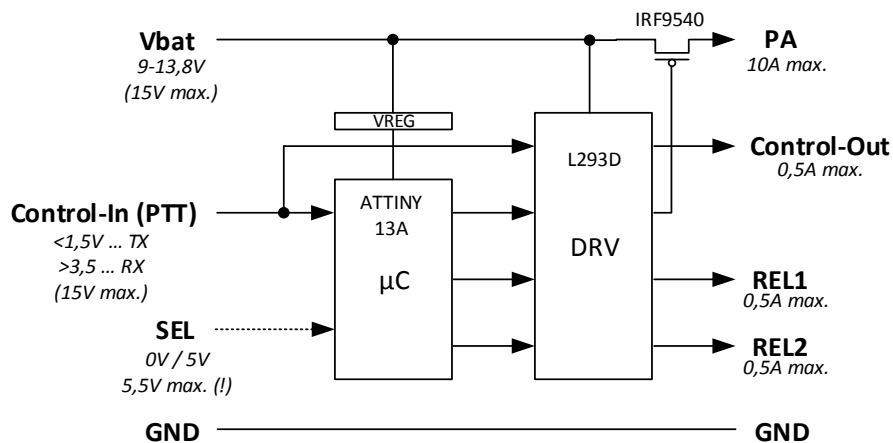 IRF9540
Vbat
PA
9-13,8V
10A max.
(15V max.)
VREG
Control-Out
L293D
0,5A max.
Control-In (PTT)
ATTINY
13A
<1,5V ... TX
>3,5 ... RX
(15V max.)
µC
DRV
REL1
0,5A max.
SEL
REL2
0V / 5V
0,5A max.
5,5V max. (!)
GND
GND